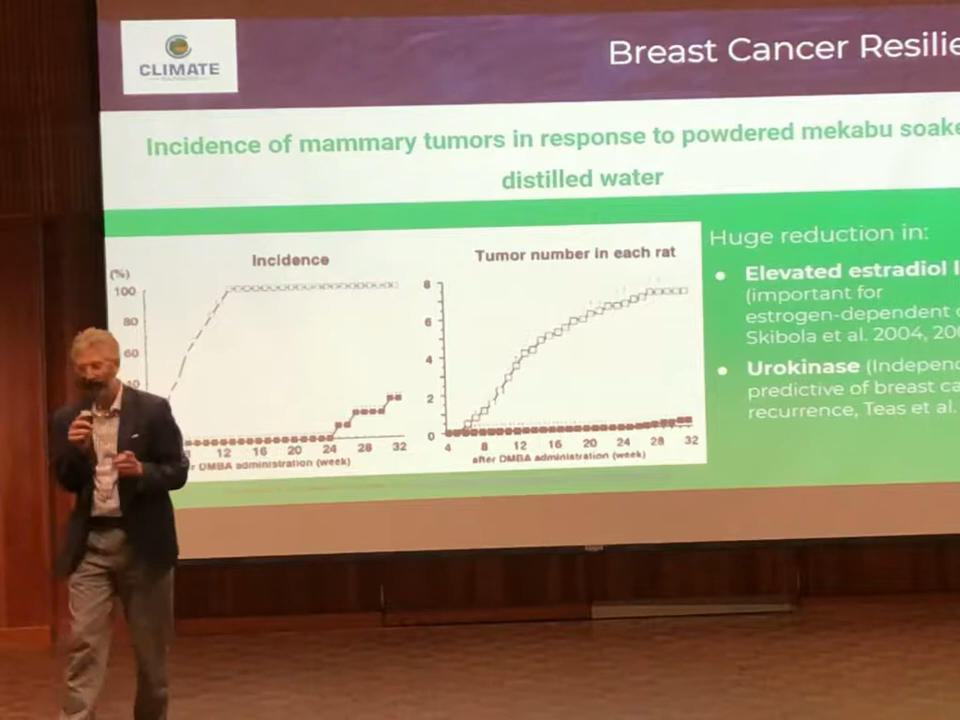 CLIMATE
Breast Cancer Resilie
Incidence of mammary tumors in response to powdered mekabu soake
distilled water
Incidence
(%)
100
80
60
40
12 16 20 24 28 32
r DMBA administration (week)
Tumor number in each rat
8
6
4
2
0
4 8 12 16 20 24 28 32
after DMBA administration (week)
Huge reduction in:
• Elevated estradiol l
(important for
estrogen-dependent
Skibola et al. 2004, 20
• Urokinase (Independ
predictive of breast ca
recurrence, Teas et al.